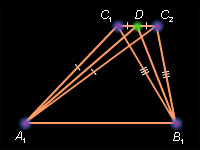 C₁ D C₂
A₁ B₁